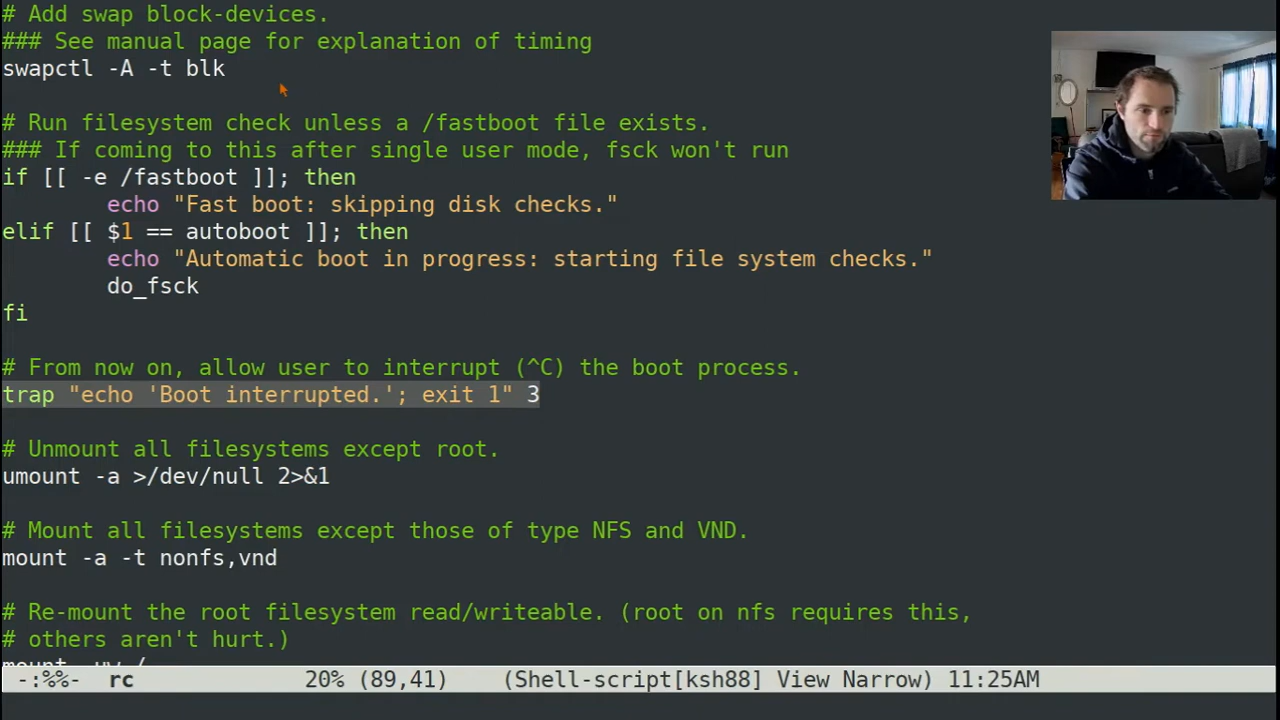 # Add swap block-devices.
### See manual page for explanation of timing
swapctl -A -t blk
# Run filesystem check unless a /fastboot file exists.
### If coming to this after single user mode, fsck won't run
if [[ -e /fastboot ]]; then
echo "Fast boot: skipping disk checks."
elif [[ $1 == autoboot ]]; then
echo "Automatic boot in progress: starting file system checks."
do_fsck
fi
# From now on, allow user to interrupt (^C) the boot process.
trap "echo 'Boot interrupted.'; exit 1" 3
# Unmount all filesystems except root.
umount -a >/dev/null 2>&1
# Mount all filesystems except those of type NFS and VND.
mount -a -t nonfs,vnd
# Re-mount the root filesystem read/writeable. (root on nfs requires this,
# others aren't hurt.)
mount -uw /
-:%%- rc 20% (89,41) (Shell-script[ksh88] View Narrow) 11:25AM